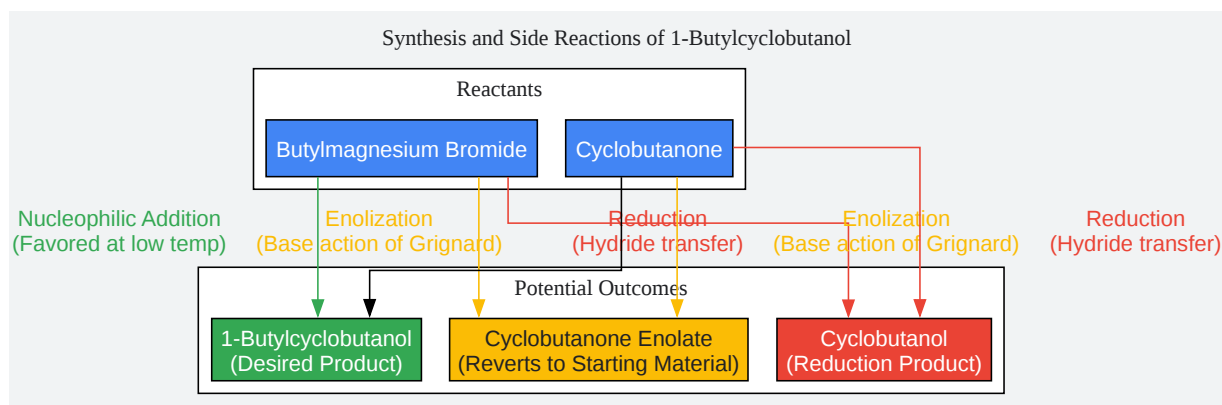 Synthesis and Side Reactions of 1-Butylcyclobutanol
Reactants
Butylmagnesium Bromide
Cyclobutanone
Nucleophilic Addition
(Favored at low temp)
Enolization
(Base action of Grignard)
Reduction
(Hydride transfer)
Enolization
(Base action of Grignard)
Reduction
(Hydride transfer)
Potential Outcomes
1-Butylcyclobutanol
(Desired Product)
Cyclobutanone Enolate
(Reverts to Starting Material)
Cyclobutanol
(Reduction Product)